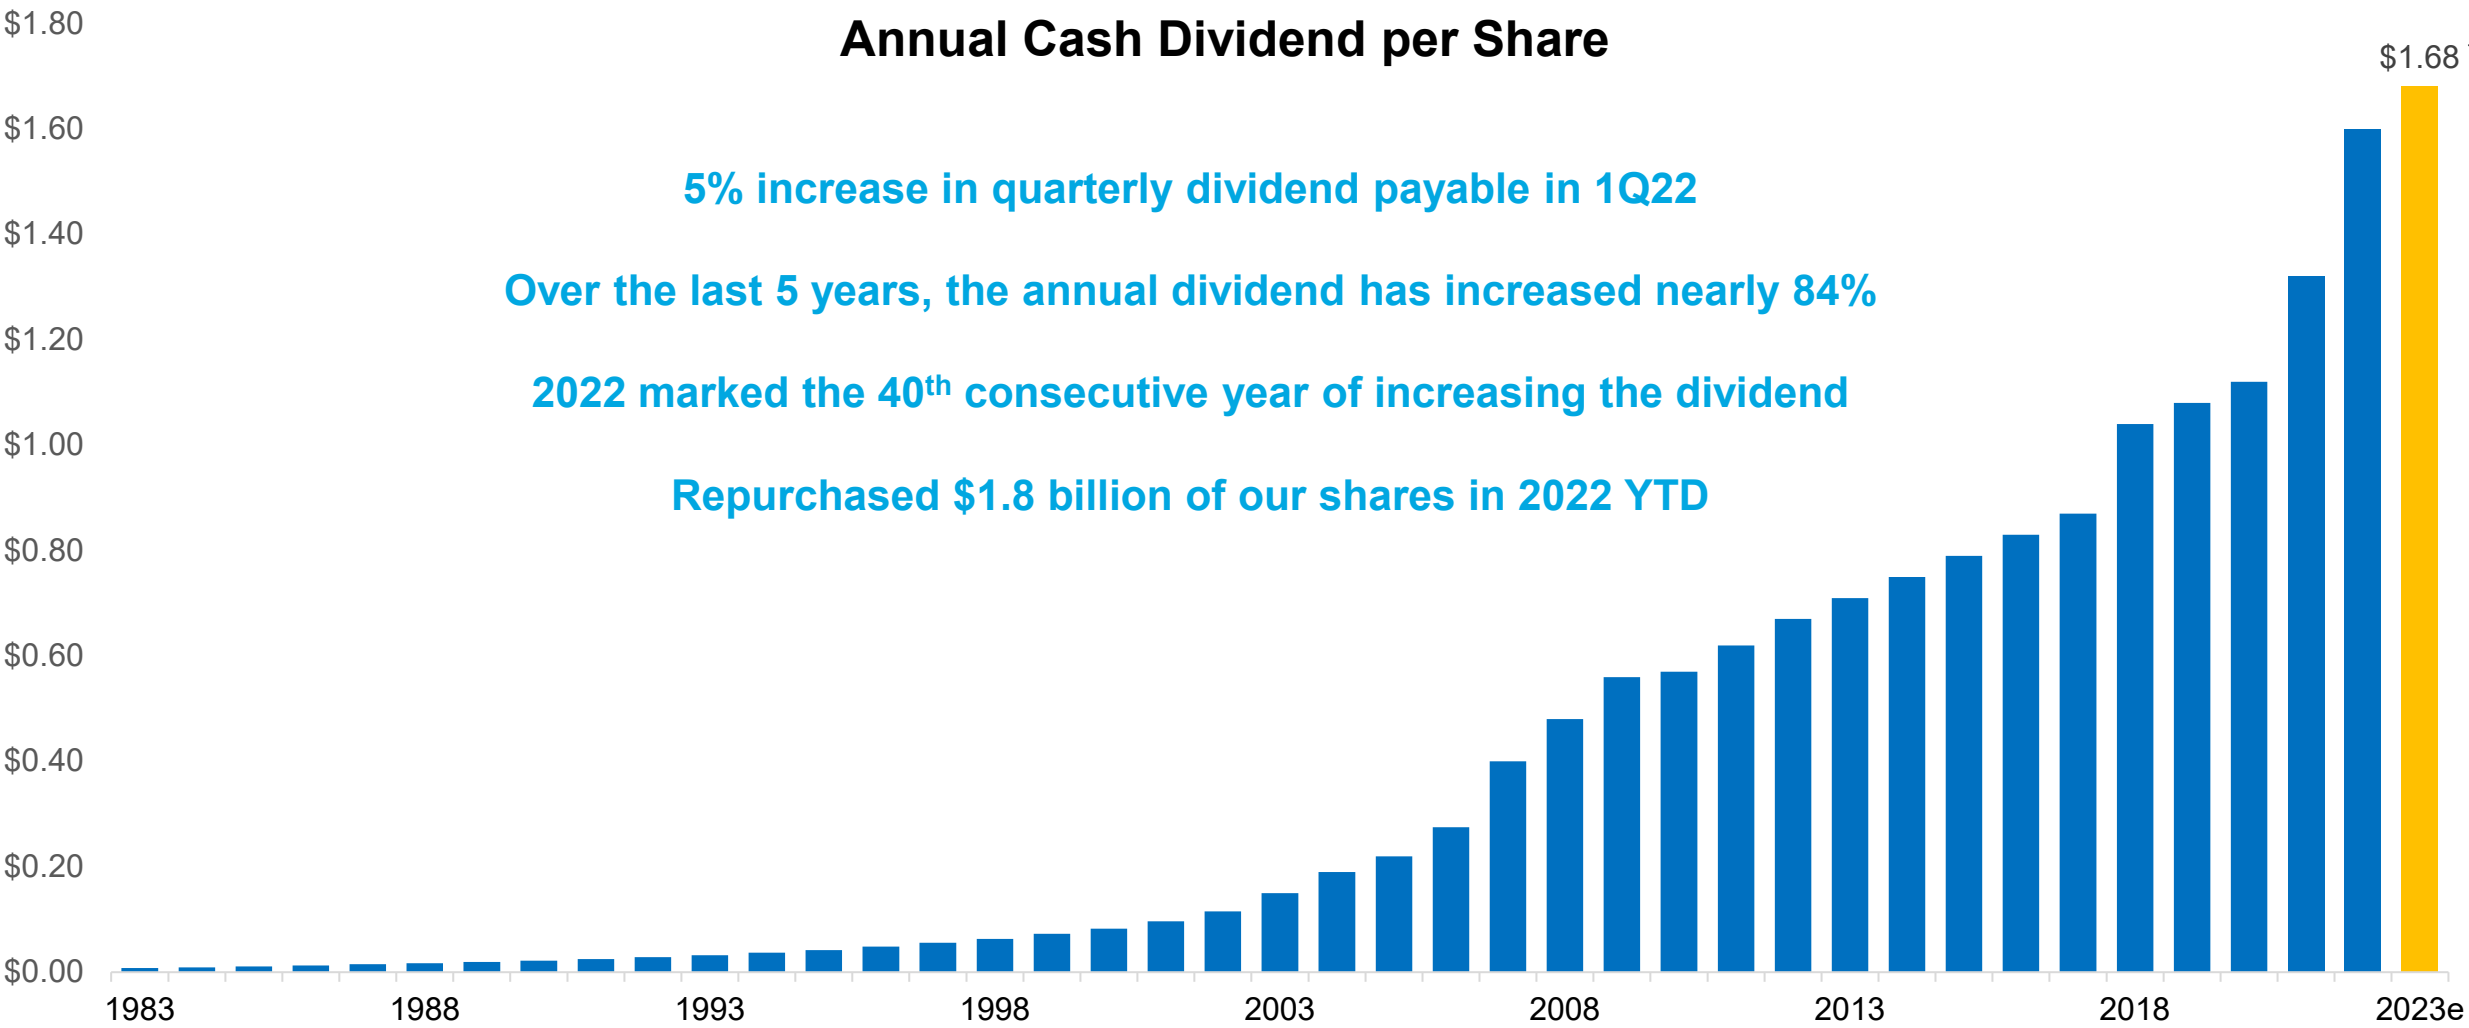 Annual Cash Dividend per Share
$1.80
$1.68
$1.60
5% increase in quarterly dividend payable in 1Q22
$1.40
Over the last 5 years, the annual dividend has increased nearly 84%
$1.20
2022 marked the 40th consecutive year of increasing the dividend
$1.00
Repurchased $1.8 billion of our shares in 2022 YTD
$0.80
$0.60
$0.40
$0.20
$0.00
1983 1988 1993 1998 2003 2008 2013 2018 2023e